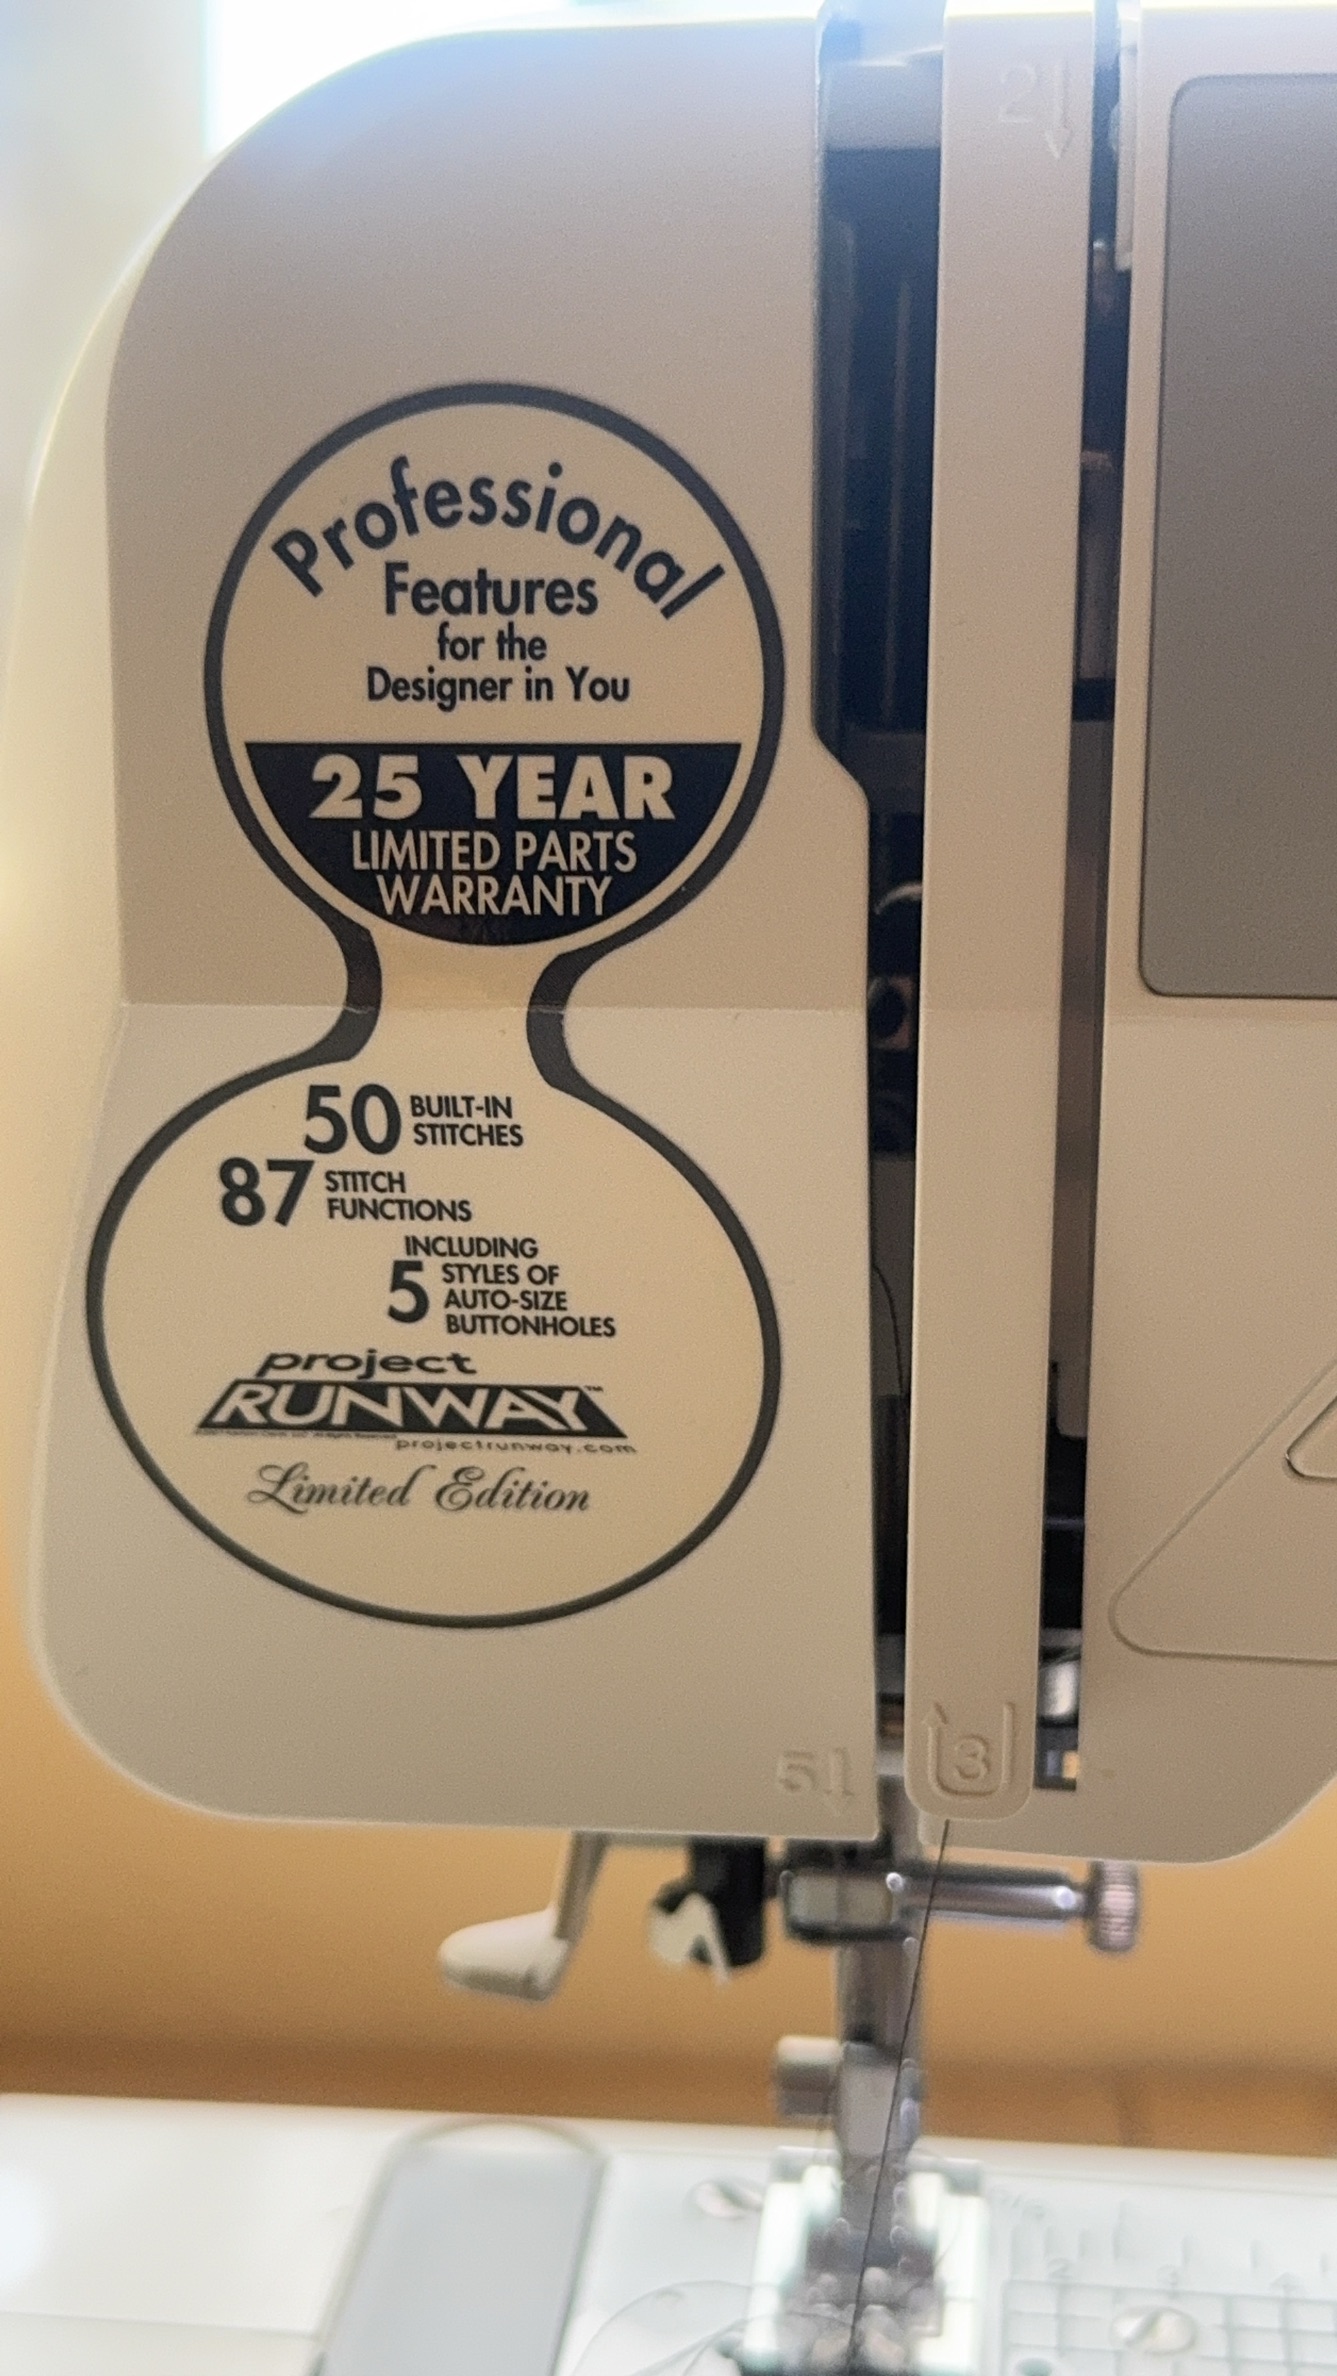 Professional
Features
for the
Designer in You
25 YEAR
LIMITED PARTS
WARRANTY
50 BUILT-IN
STITCHES
87 STITCH
FUNCTIONS
INCLUDING
5 STYLES OF
AUTO-SIZE
BUTTONHOLES
project
RUNWAY™
projectrunway.com
Limited Edition
2
3
5